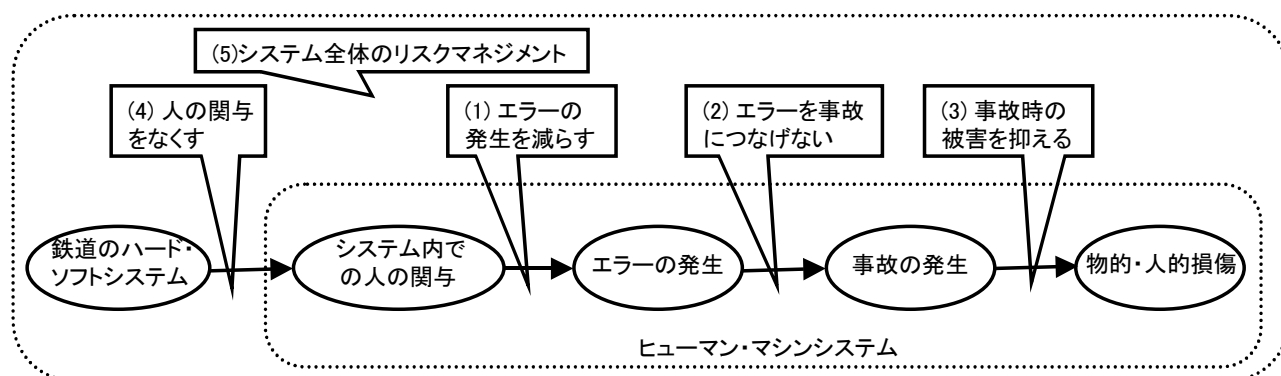 (5)システム全体のリスクマネジメント
(4) 人の関与
をなくす
(1) エラーの
発生を減らす
(2) エラーを事故
につなげない
(3) 事故時の
被害を抑える
鉄道のハード・
ソフトシステム
システム内で
の人の関与
エラーの発生
事故の発生
物的・人的損傷
ヒューマン・マシンシステム